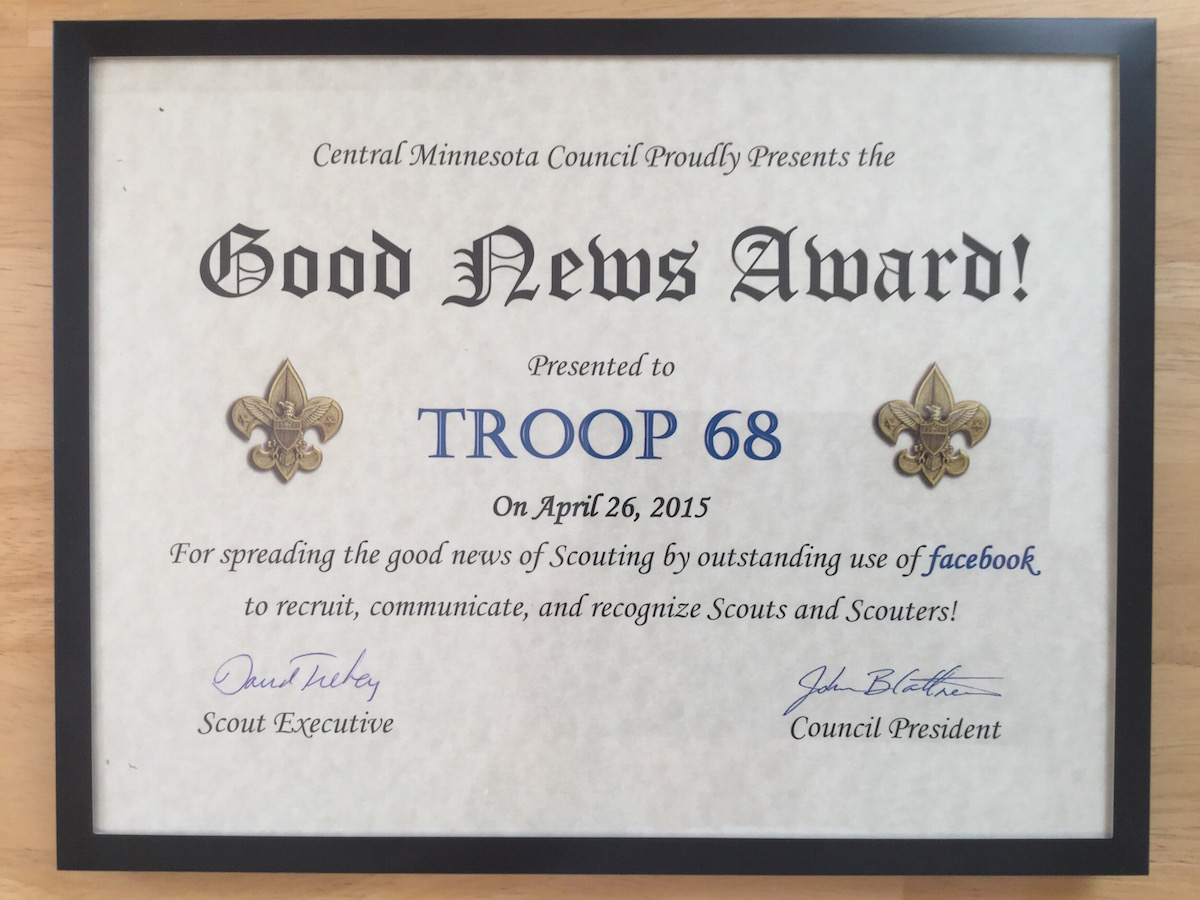 Central Minnesota Council Proudly Presents the
Good News Award!
Presented to
TROOP 68
On April 26, 2015
For spreading the good news of Scouting by outstanding use of facebook
to recruit, communicate, and recognize Scouts and Scouters!
David
John
Scout Executive
Council President